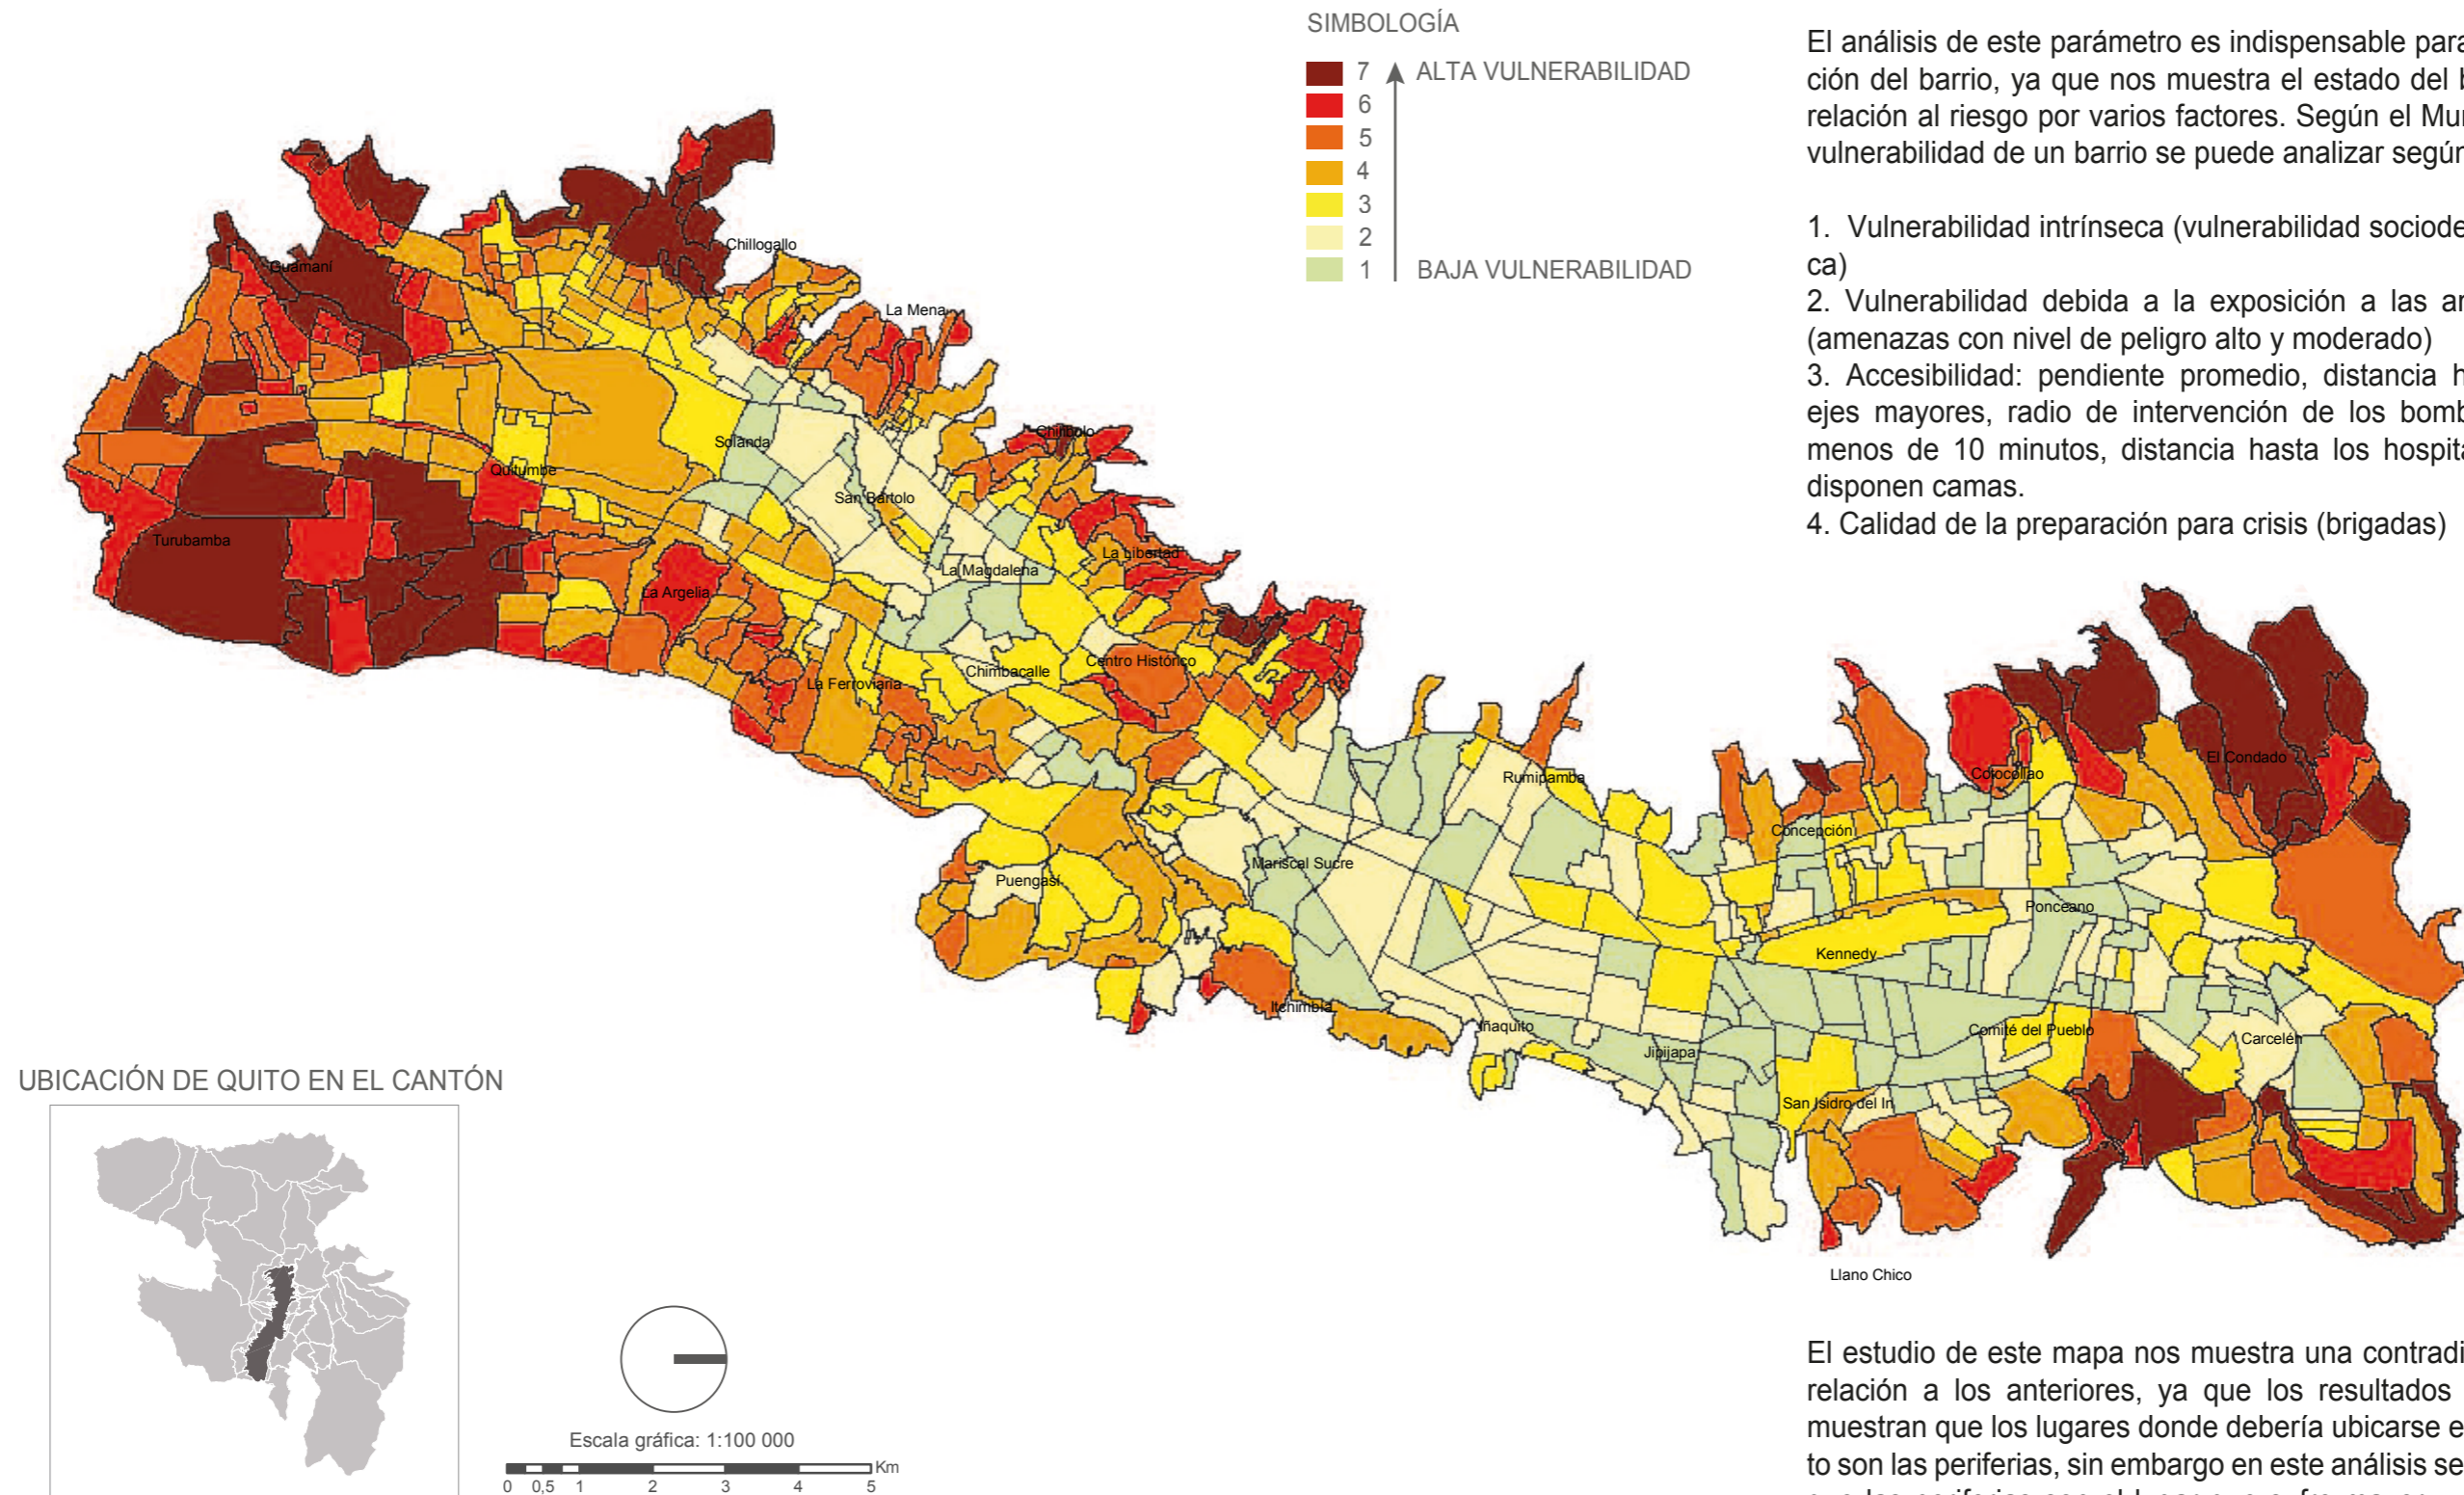 SIMBOLOGÍA
7 ALTA VULNERABILIDAD
6
5
4
3
2
1 BAJA VULNERABILIDAD
El análisis de este parámetro es indispensable para
ción del barrio, ya que nos muestra el estado del
relación al riesgo por varios factores. Según el
vulnerabilidad de un barrio se puede analizar según
1. Vulnerabilidad intrínseca (vulnerabilidad
ca)
2. Vulnerabilidad debida a la exposición a las
(amenazas con nivel de peligro alto y moderado)
3. Accesibilidad: pendiente promedio, distancia
ejes mayores, radio de intervención de los
menos de 10 minutos, distancia hasta los
disponen camas.
4. Calidad de la preparación para crisis (brigadas)
Chillogallo
Guamaní
La Mena
Chilibolo
Solanda
Quitumbe
San Bartolo
Turubamba
La Libertad
La Magdalena
La Argelia
Centro Histórico
Chimbacalle
La Ferroviaria
El Condado
Cotocollao
Rumipamba
Concepción
Mariscal Sucre
Puengasí
Ponceano
Kennedy
Itchimbía
Iñaquito
Comité del Pueblo
Carcelén
Jipijapa
San Isidro del In
Llano Chico
UBICACIÓN DE QUITO EN EL CANTÓN
Escala gráfica: 1:100 000
Km
0 0,5 1 2 3 4 5
El estudio de este mapa nos muestra una
relación a los anteriores, ya que los resultados
muestran que los lugares donde debería ubicarse
to son las periferias, sin embargo en este análisis se